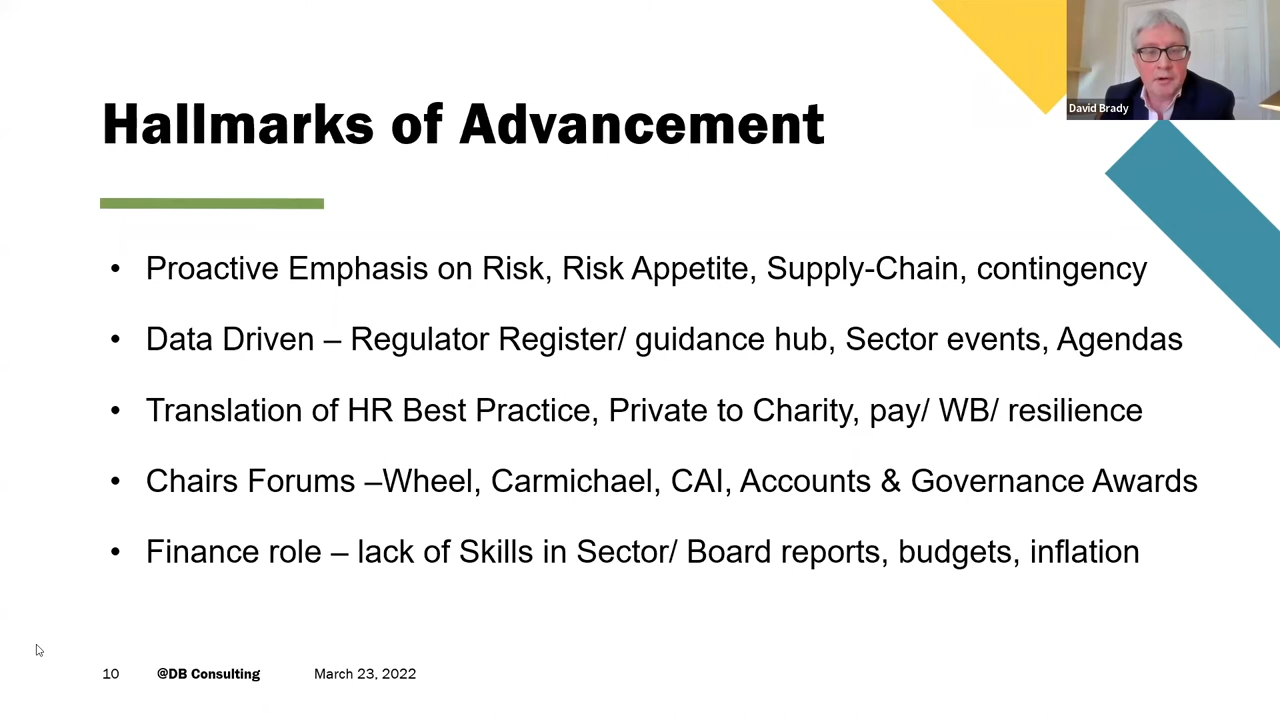 David Brady
Hallmarks of Advancement
• Proactive Emphasis on Risk, Risk Appetite, Supply-Chain, contingency
• Data Driven – Regulator Register/ guidance hub, Sector events, Agendas
• Translation of HR Best Practice, Private to Charity, pay/ WB/ resilience
• Chairs Forums –Wheel, Carmichael, CAI, Accounts & Governance Awards
• Finance role – lack of Skills in Sector/ Board reports, budgets, inflation
10 @DB Consulting March 23, 2022